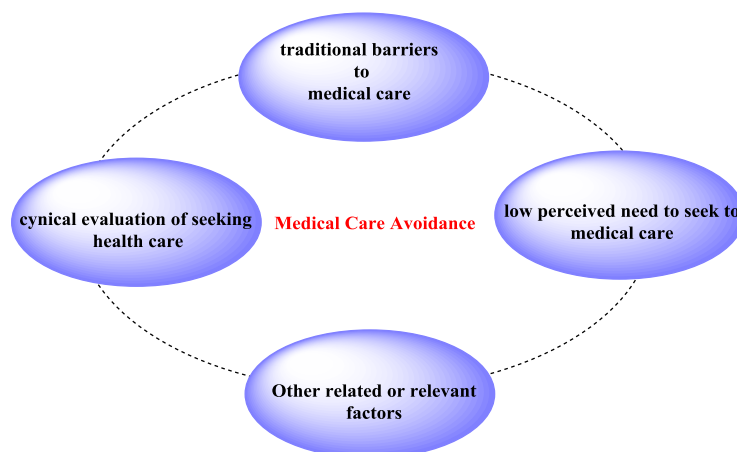 traditional barriers
to
medical care
cynical evaluation of seeking
health care
Medical Care Avoidance
low perceived need to seek to
medical care
Other related or relevant
factors